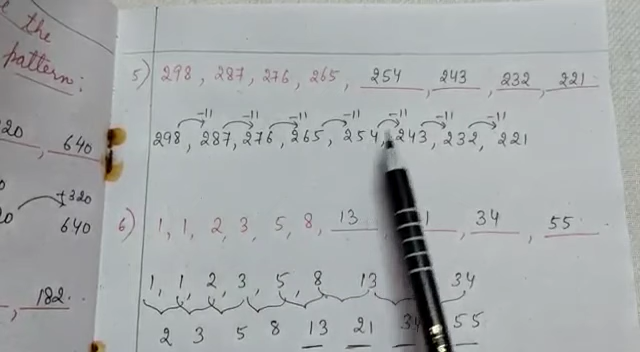 the
pattern:
640
+320
640
182.
5) 298, 287, 276, 265, 254, 243, 232, 221
-11 -11 -11 -11 -11 -11 -11
298, 287, 276, 265, 254, 243, 232, 221
6) 1, 1, 2, 3, 5, 8, 13, 1, 34, 55
1, 1, 2, 3, 5, 8 13 34
2 3 5 8 13 21 55